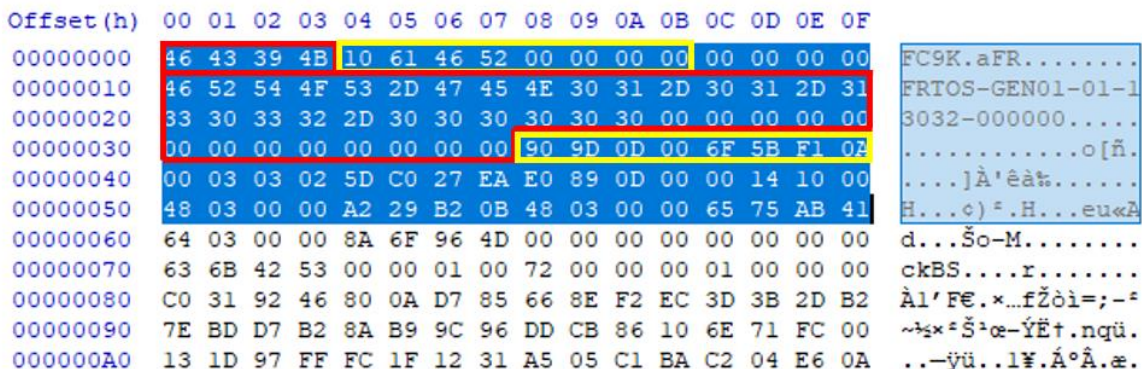 Offset(h) 00 01 02 03 04 05 06 07 08 09 0A 0B 0C 0D 0E 0F
00000000 46 43 39 4B 10 61 46 52 00 00 00 00 00 00 00 00 FC9K.aFR........
00000010 46 52 54 4F 53 2D 47 45 4E 30 31 2D 30 31 2D 31 FRTOS-GEN01-01-1
00000020 33 30 33 32 2D 30 30 30 30 30 30 00 00 00 00 00 3032-000000.....
00000030 00 00 00 00 00 00 00 00 90 9D 0D 00 6F 5B F1 0A ............o[ñ.
00000040 00 03 03 02 5D C0 27 EA E0 89 0D 00 00 14 10 00 ....]À'êà‰......
00000050 48 03 00 00 A2 29 B2 0B 48 03 00 00 65 75 AB 41 H...¢)².H...eu«A
00000060 64 03 00 00 8A 6F 96 4D 00 00 00 00 00 00 00 00 d...Šo–M........
00000070 63 6B 42 53 00 00 01 00 72 00 00 00 01 00 00 00 ckBS....r.......
00000080 C0 31 92 46 80 0A D7 85 66 8E F2 EC 3D 3B 2D B2 À1’F€.×…fŽòì=;-²
00000090 7E BD D7 B2 8A B9 9C 96 DD CB 86 10 6E 71 FC 00 ~½×²Š¹œ–ÝË†.nqü.
000000A0 13 1D 97 FF FC 1F 12 31 A5 05 C1 BA C2 04 E6 0A ..—ÿü..1¥.ÁºÂ.æ.